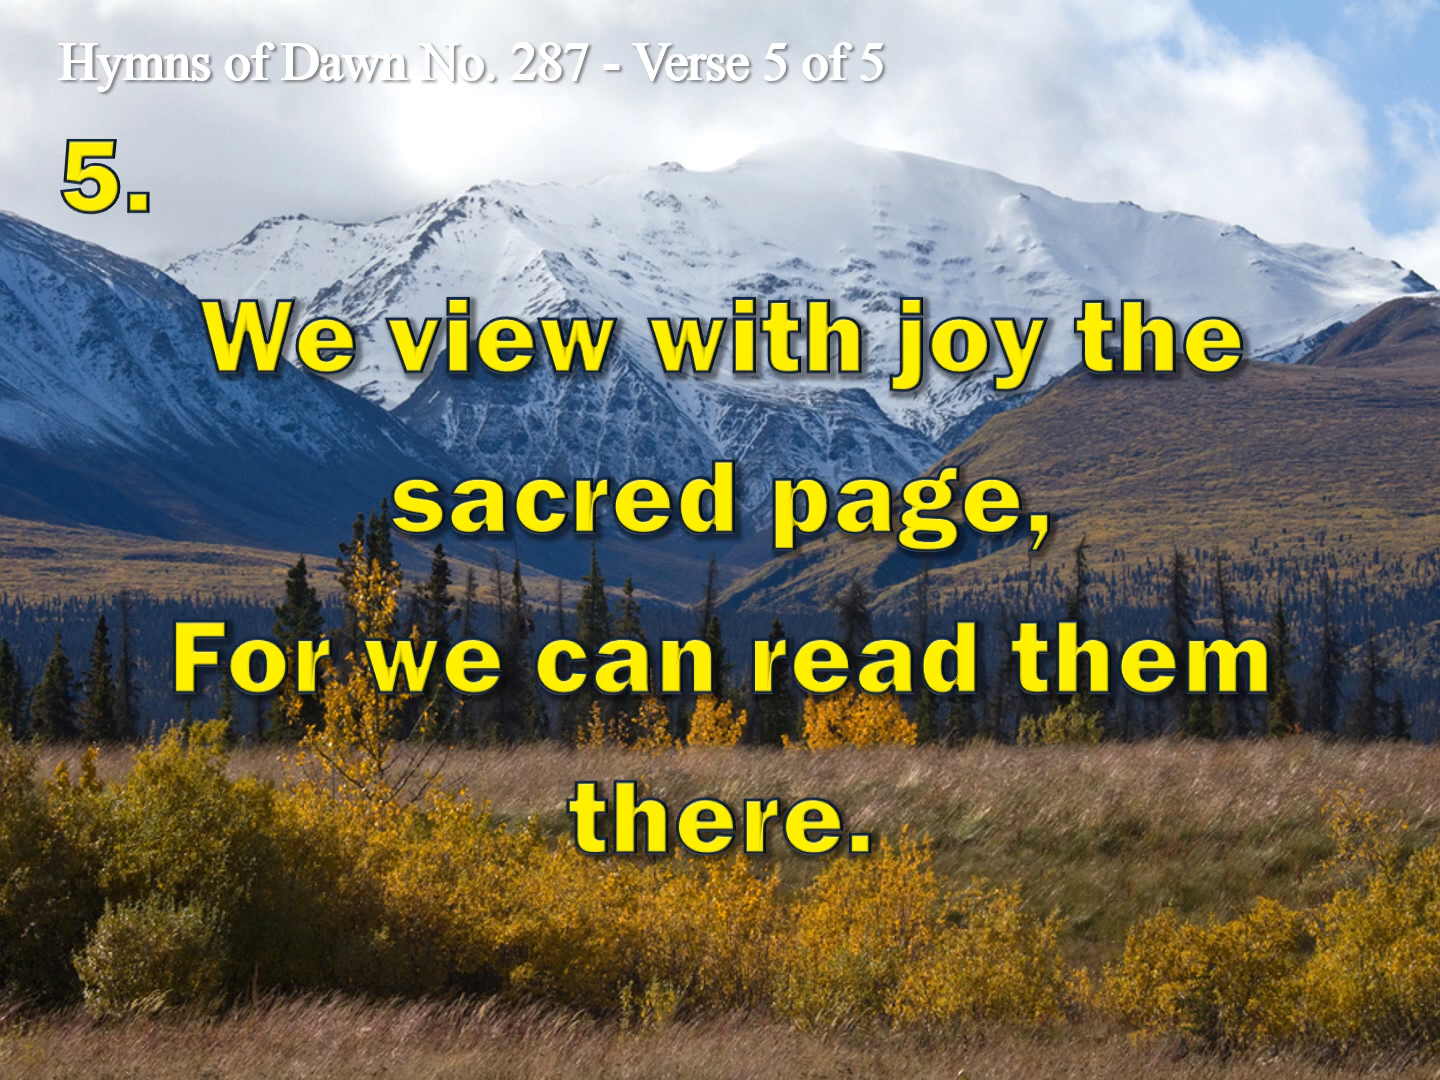 Hymns of Dawn No. 287 - Verse 5 of 5
5.
We view with joy the
sacred page,
For we can read them
there.